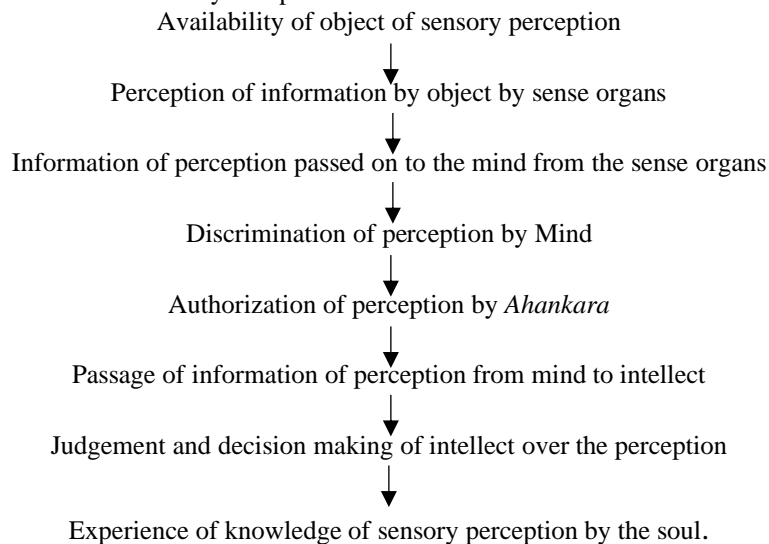 Availability of object of sensory perception
Perception of information by object by sense organs
Information of perception passed on to the mind from the sense organs
Discrimination of perception by Mind
Authorization of perception by Ahankara
Passage of information of perception from mind to intellect
Judgement and decision making of intellect over the perception
Experience of knowledge of sensory perception by the soul.